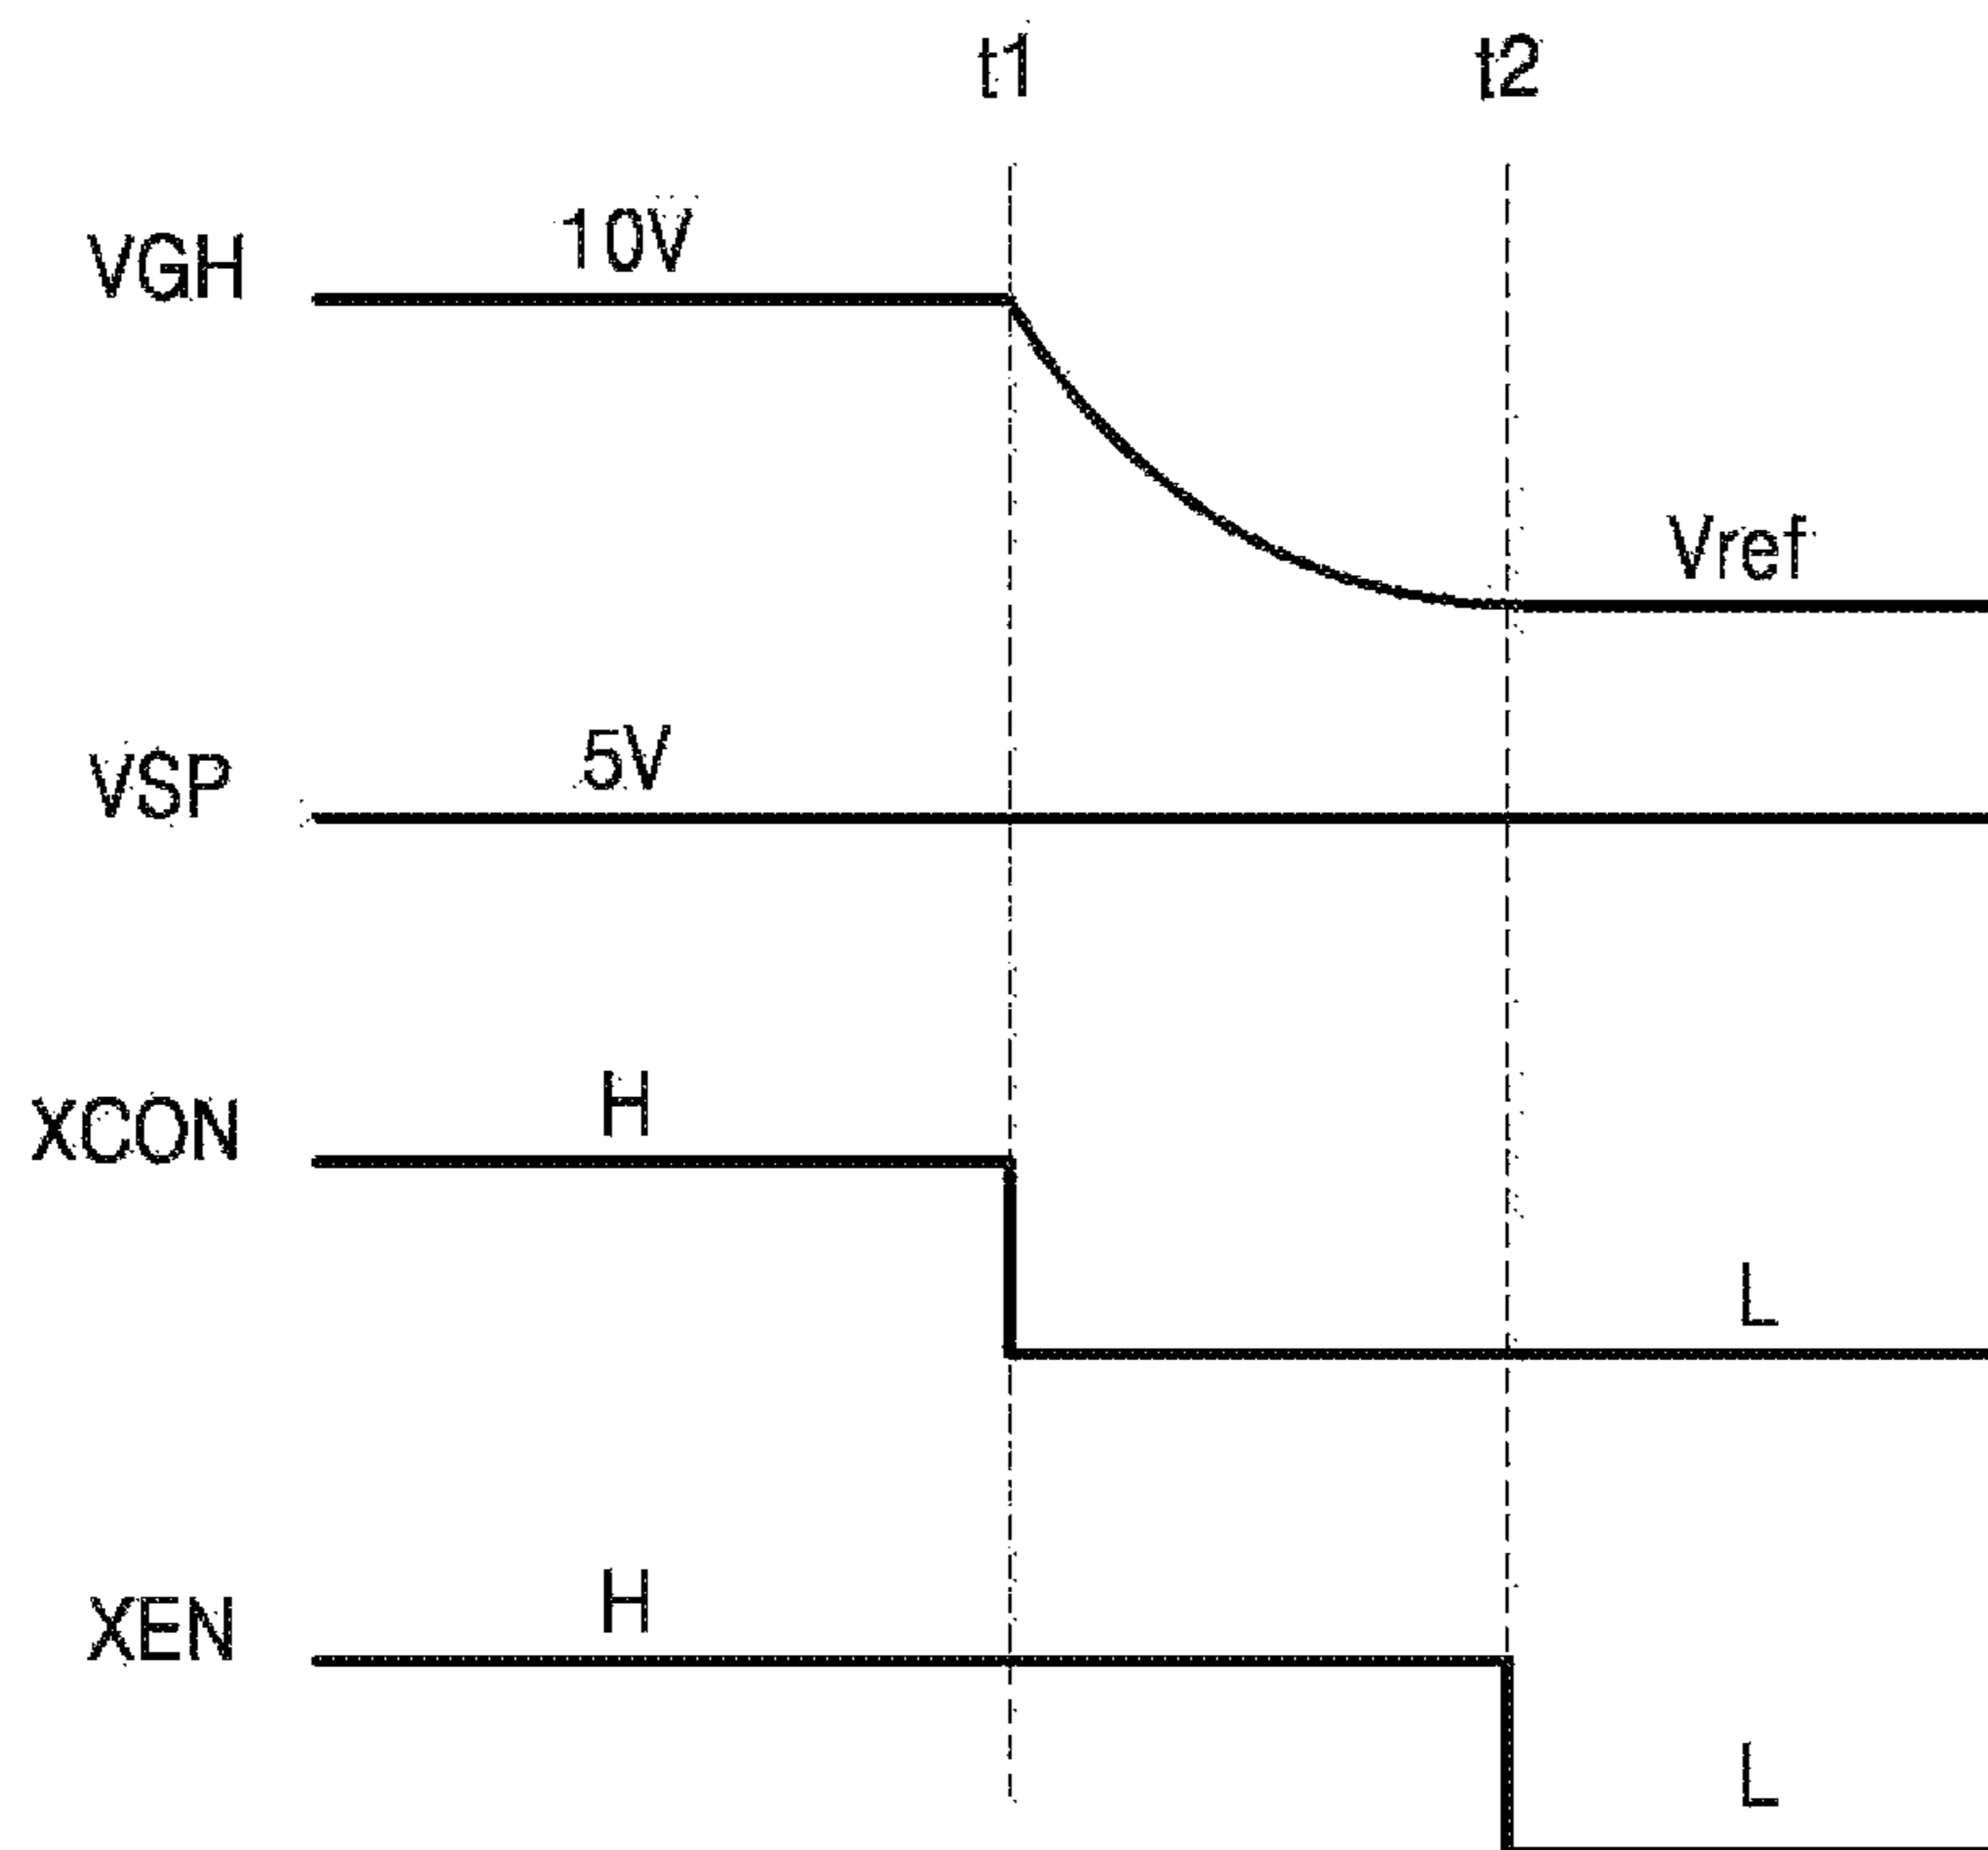 t1 t2
VGH 10V
Vref
VSP 5V
XCON H
L
XEN H
L